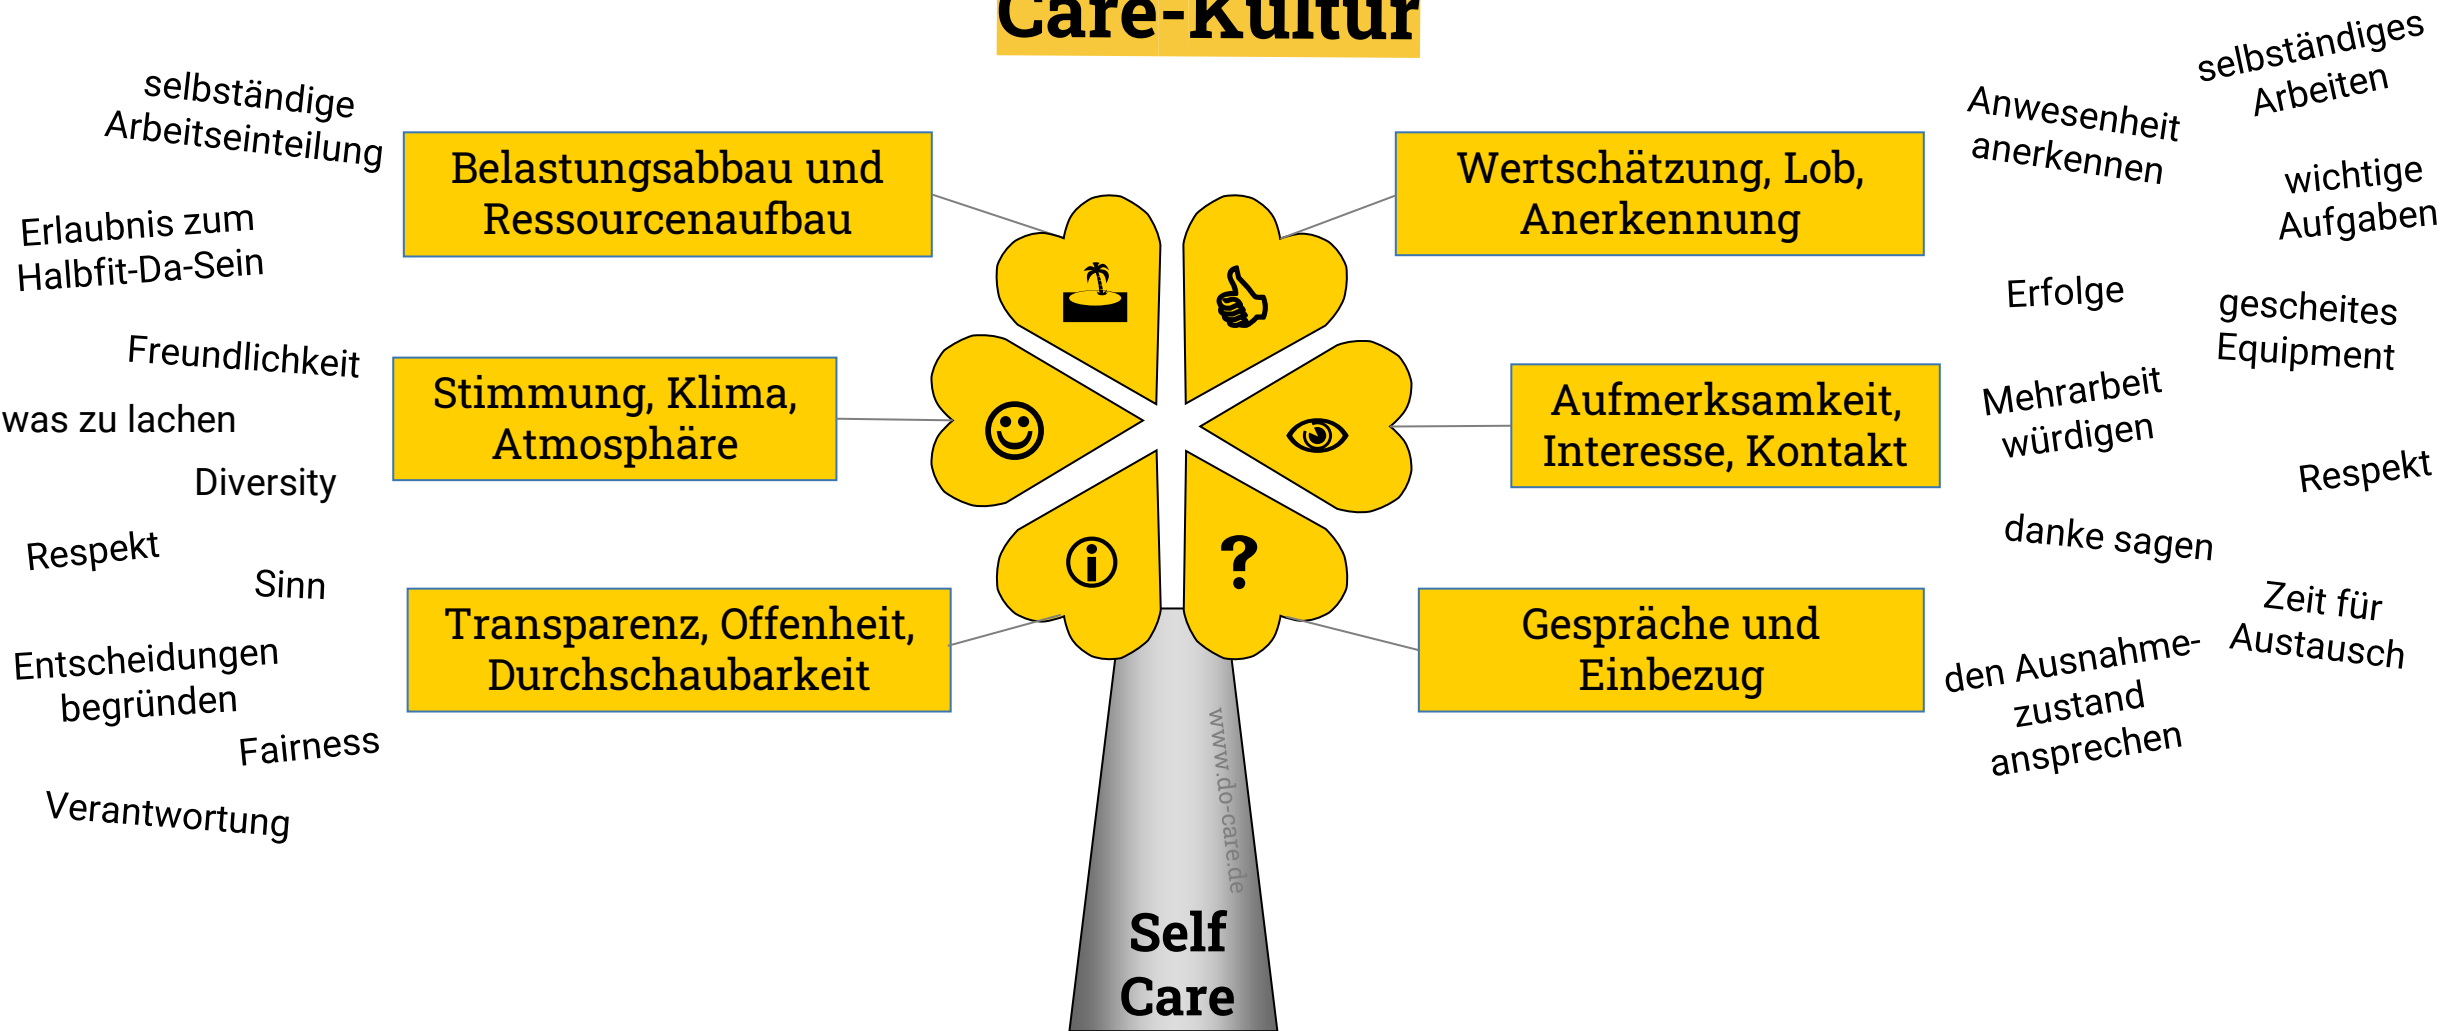 Care-Kultur
selbständige
Arbeitseinteilung
Erlaubnis zum
Halbfit-Da-Sein
Freundlichkeit
was zu lachen
Diversity
Respekt
Sinn
Entscheidungen
begründen
Fairness
Verantwortung
Belastungsabbau und
Ressourcenaufbau
Stimmung, Klima,
Atmosphäre
Transparenz, Offenheit,
Durchschaubarkeit
Wertschätzung, Lob,
Anerkennung
Aufmerksamkeit,
Interesse, Kontakt
Gespräche und
Einbezug
?
www.do-care.de
Self
Care
selbständiges
Arbeiten
Anwesenheit
anerkennen
wichtige
Aufgaben
Erfolge
gescheites
Equipment
Mehrarbeit
würdigen
Respekt
danke sagen
Zeit für
Austausch
den Ausnahme-
zustand
ansprechen